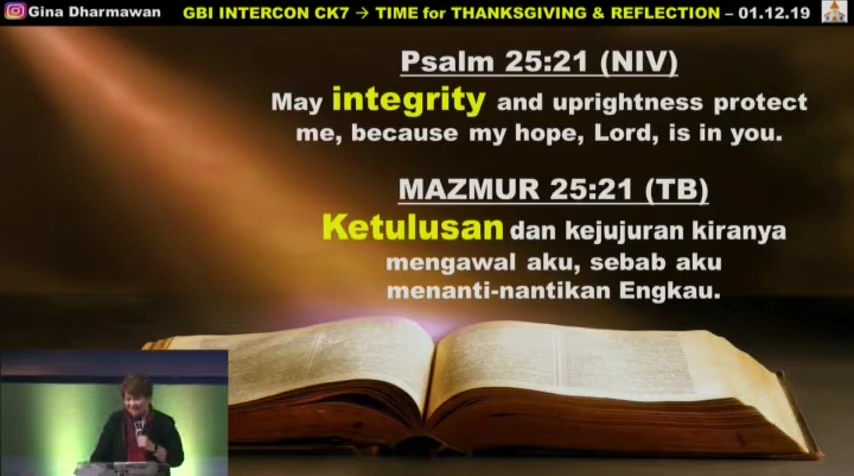 Gina Dharmawan GBI INTERCON CK7 → TIME for THANKSGIVING & REFLECTION – 01.12.19
Psalm 25:21 (NIV)
May integrity and uprightness protect
me, because my hope, Lord, is in you.
MAZMUR 25:21 (TB)
Ketulusan dan kejujuran kiranya
mengawal aku, sebab aku
menanti-nantikan Engkau.